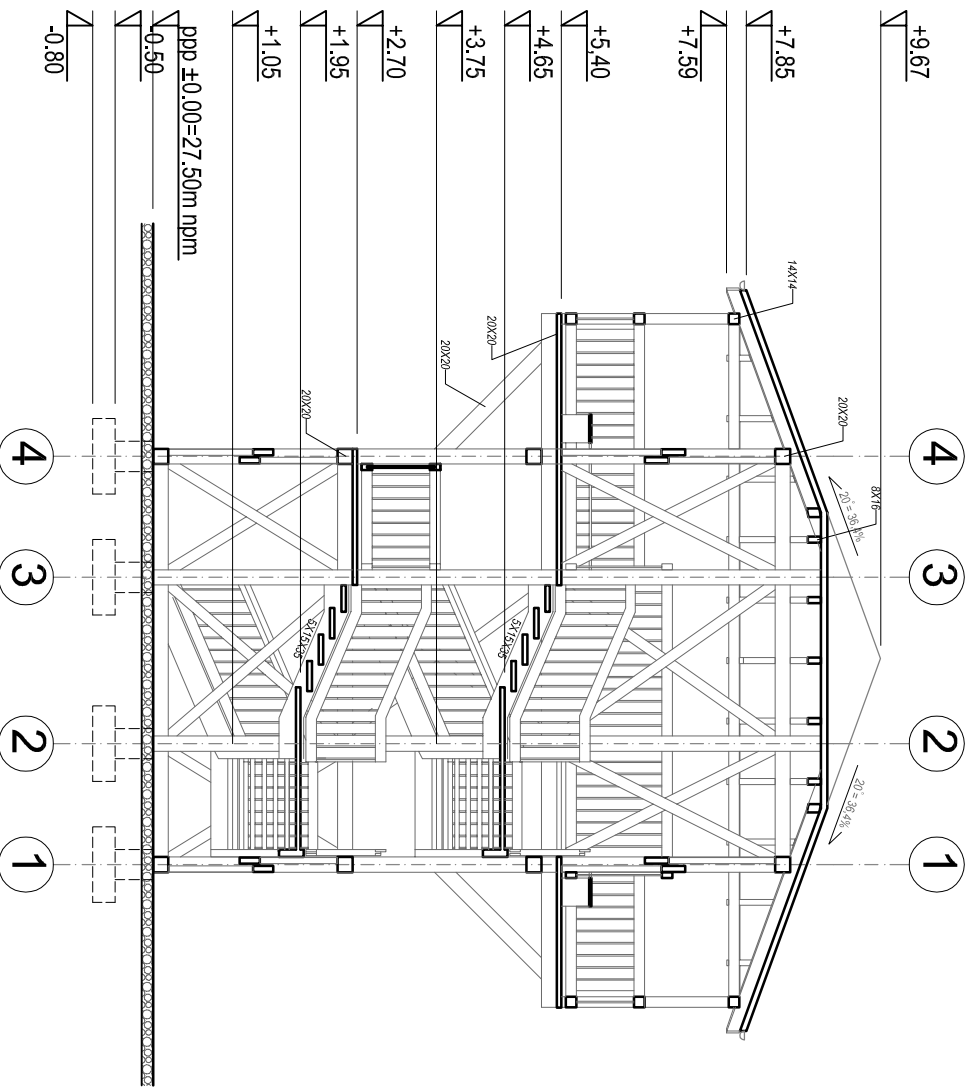 +9.67
+7.85
+7.59
+5,40
+4.65
+3.75
+2.70
+1.95
+1.05
ppp ±0.00=27.50m npm
-0.50
-0.80
4
3
2
1
14X14
20X20
8X16
20°= 36,4%
20°= 36,4%
20X20
20X20
20X20
5X15X35
5X15X35
4
3
2
1